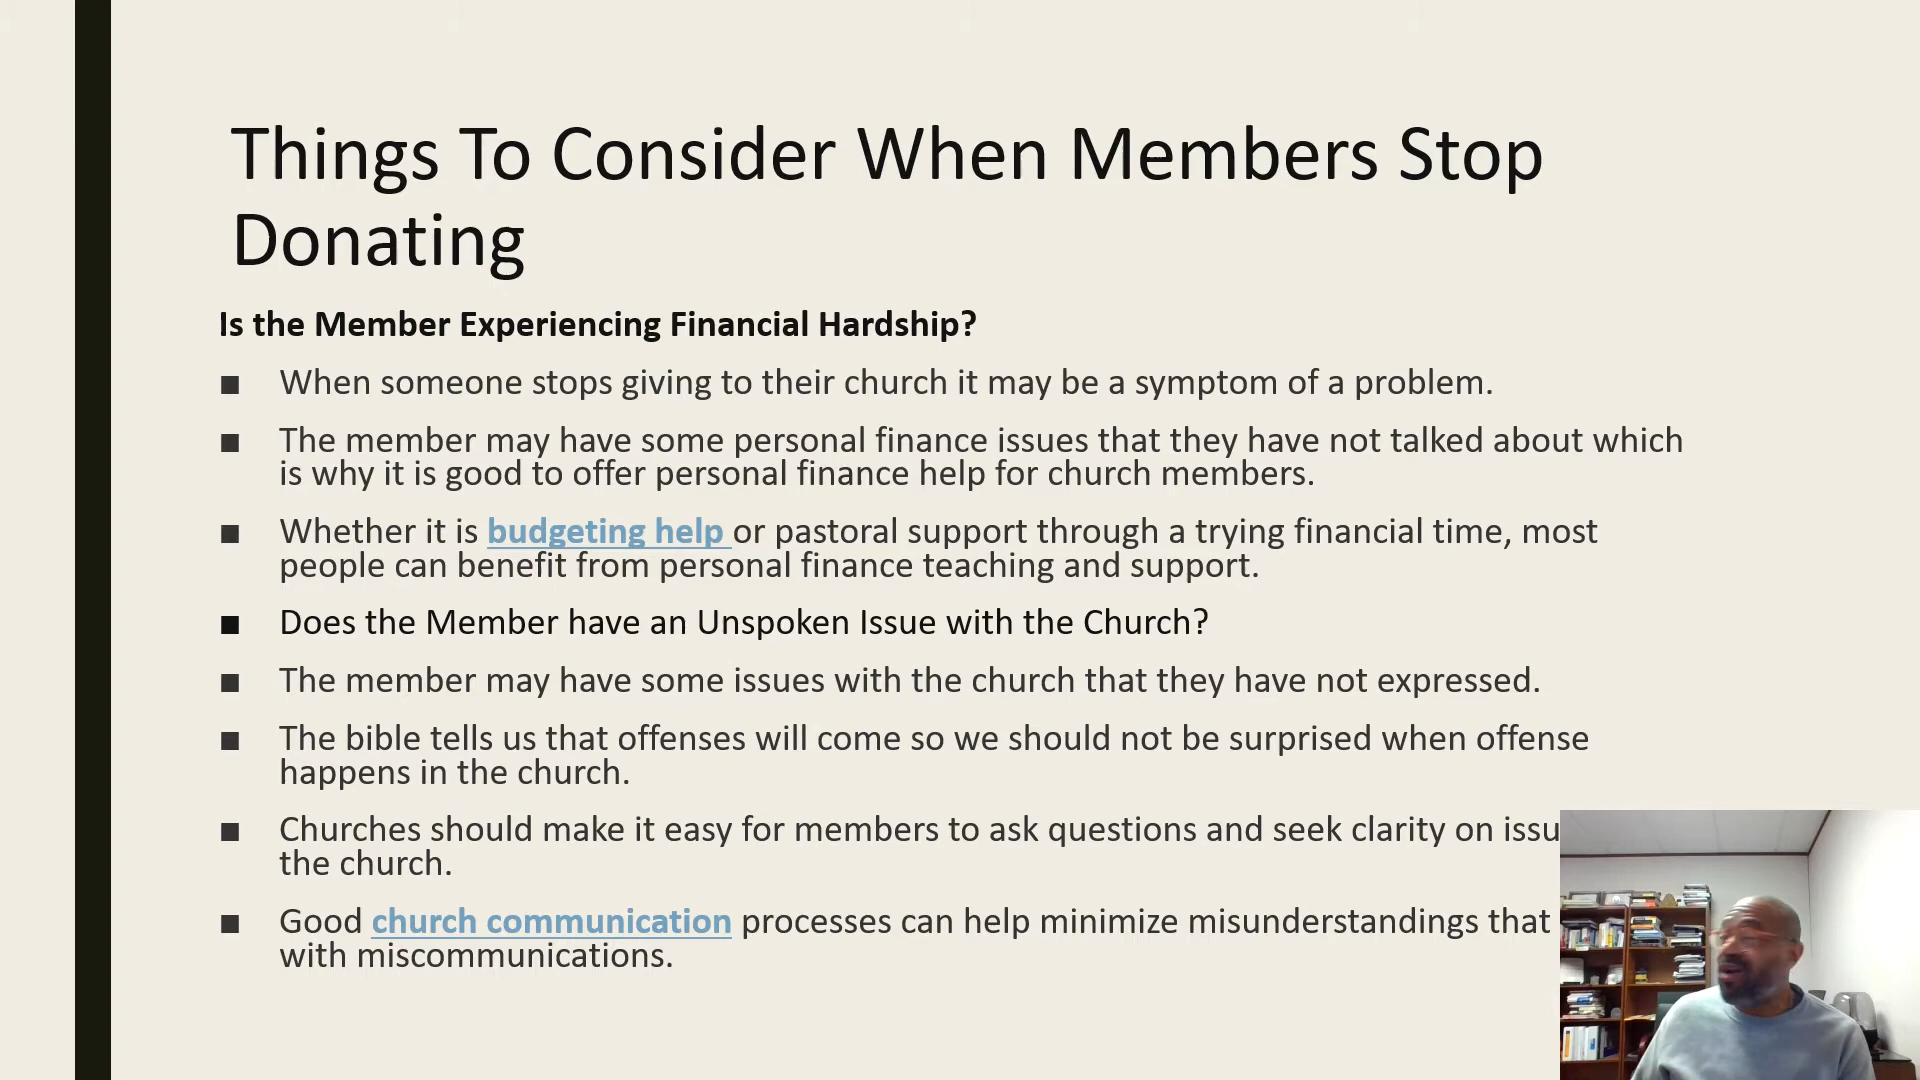 Things To Consider When Members Stop
Donating
Is the Member Experiencing Financial Hardship?
■ When someone stops giving to their church it may be a symptom of a problem.
■ The member may have some personal finance issues that they have not talked about which
is why it is good to offer personal finance help for church members.
■ Whether it is budgeting help or pastoral support through a trying financial time, most
people can benefit from personal finance teaching and support.
■ Does the Member have an Unspoken Issue with the Church?
■ The member may have some issues with the church that they have not expressed.
■ The bible tells us that offenses will come so we should not be surprised when offense
happens in the church.
■ Churches should make it easy for members to ask questions and seek clarity on
the church.
■ Good church communication processes can help minimize misunderstandings that
with miscommunications.